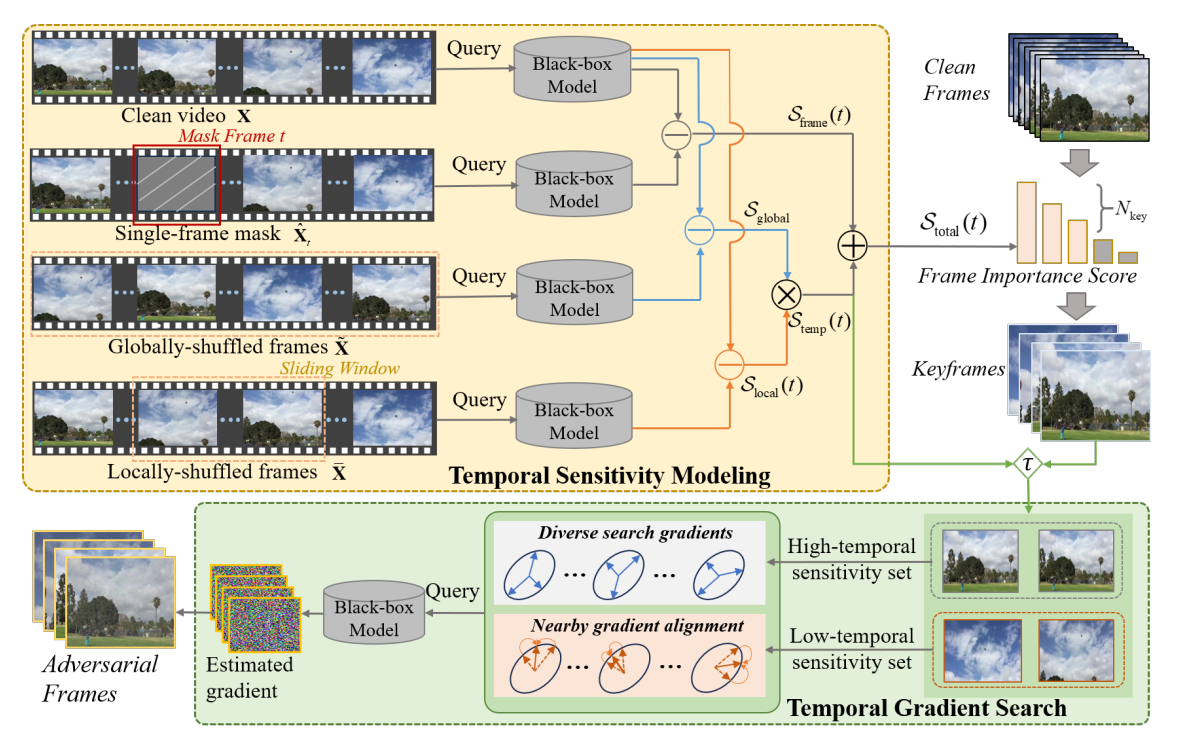 Query
Black-box
Model
Clean video X
Mask Frame t
Query
Black-box
Model
Single-frame mask X̂t
Query
Black-box
Model
Globally-shuffled frames X̃
Sliding Window
Query
Black-box
Model
Locally-shuffled frames X̄
Temporal Sensitivity Modeling
Sframe(t)
Sglobal
Stemp(t)
Slocal(t)
Stotal(t)
Clean
Frames
Nkey
Frame Importance Score
Keyframes
τ
High-temporal
sensitivity set
Low-temporal
sensitivity set
Diverse search gradients
... ...
Nearby gradient alignment
... ...
Query
Black-box
Model
Estimated
gradient
Adversarial
Frames
Temporal Gradient Search